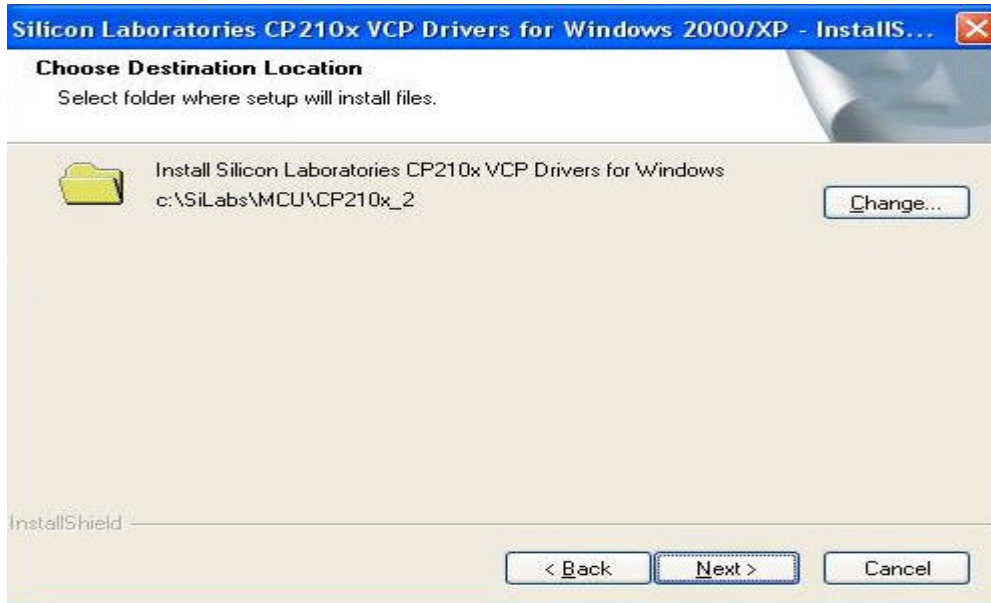 Silicon Laboratories CP210x VCP Drivers for Windows 2000/XP - InstallS...
Choose Destination Location
Select folder where setup will install files.
Install Silicon Laboratories CP210x VCP Drivers for Windows
c:\SiLabs\MCU\CP210x_2
Change...
InstallShield
< Back
Next >
Cancel